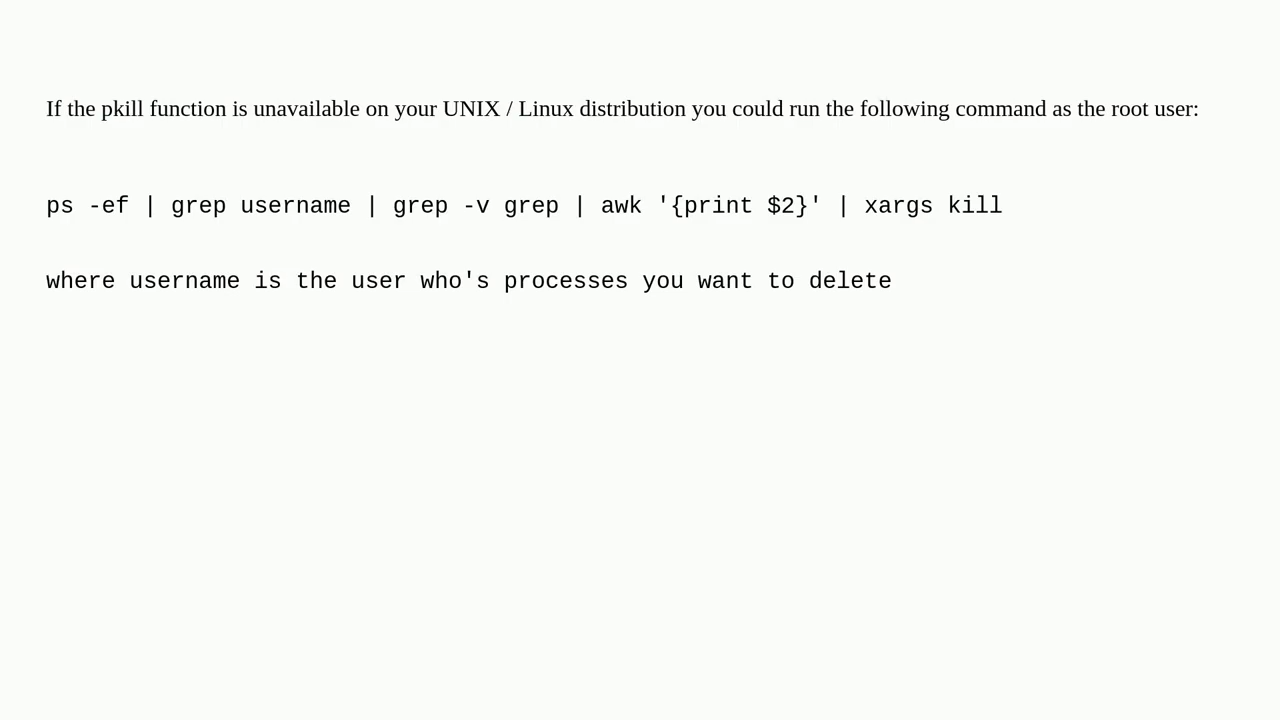 If the pkill function is unavailable on your UNIX / Linux distribution you could run the following command as the root user:
ps -ef | grep username | grep -v grep | awk '{print $2}' | xargs kill
where username is the user who's processes you want to delete